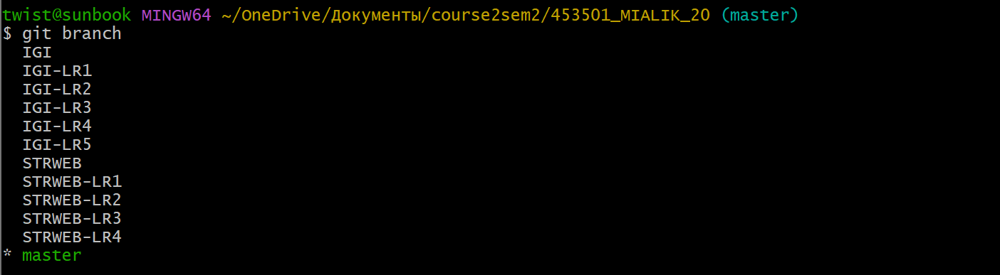 twist@sunbook MINGW64 ~/OneDrive/Документы/course2sem2/453501_MIALIK_20 (master)
$ git branch
  IGI
  IGI-LR1
  IGI-LR2
  IGI-LR3
  IGI-LR4
  IGI-LR5
  STRWEB
  STRWEB-LR1
  STRWEB-LR2
  STRWEB-LR3
  STRWEB-LR4
* master